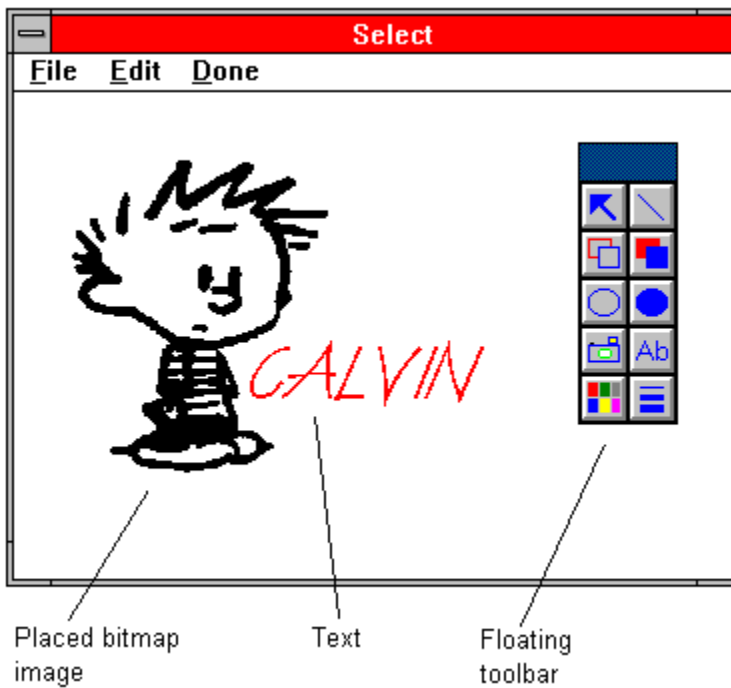 Select
File Edit Done
Ab
CALVIN
Placed bitmap
image
Text
Floating
toolbar